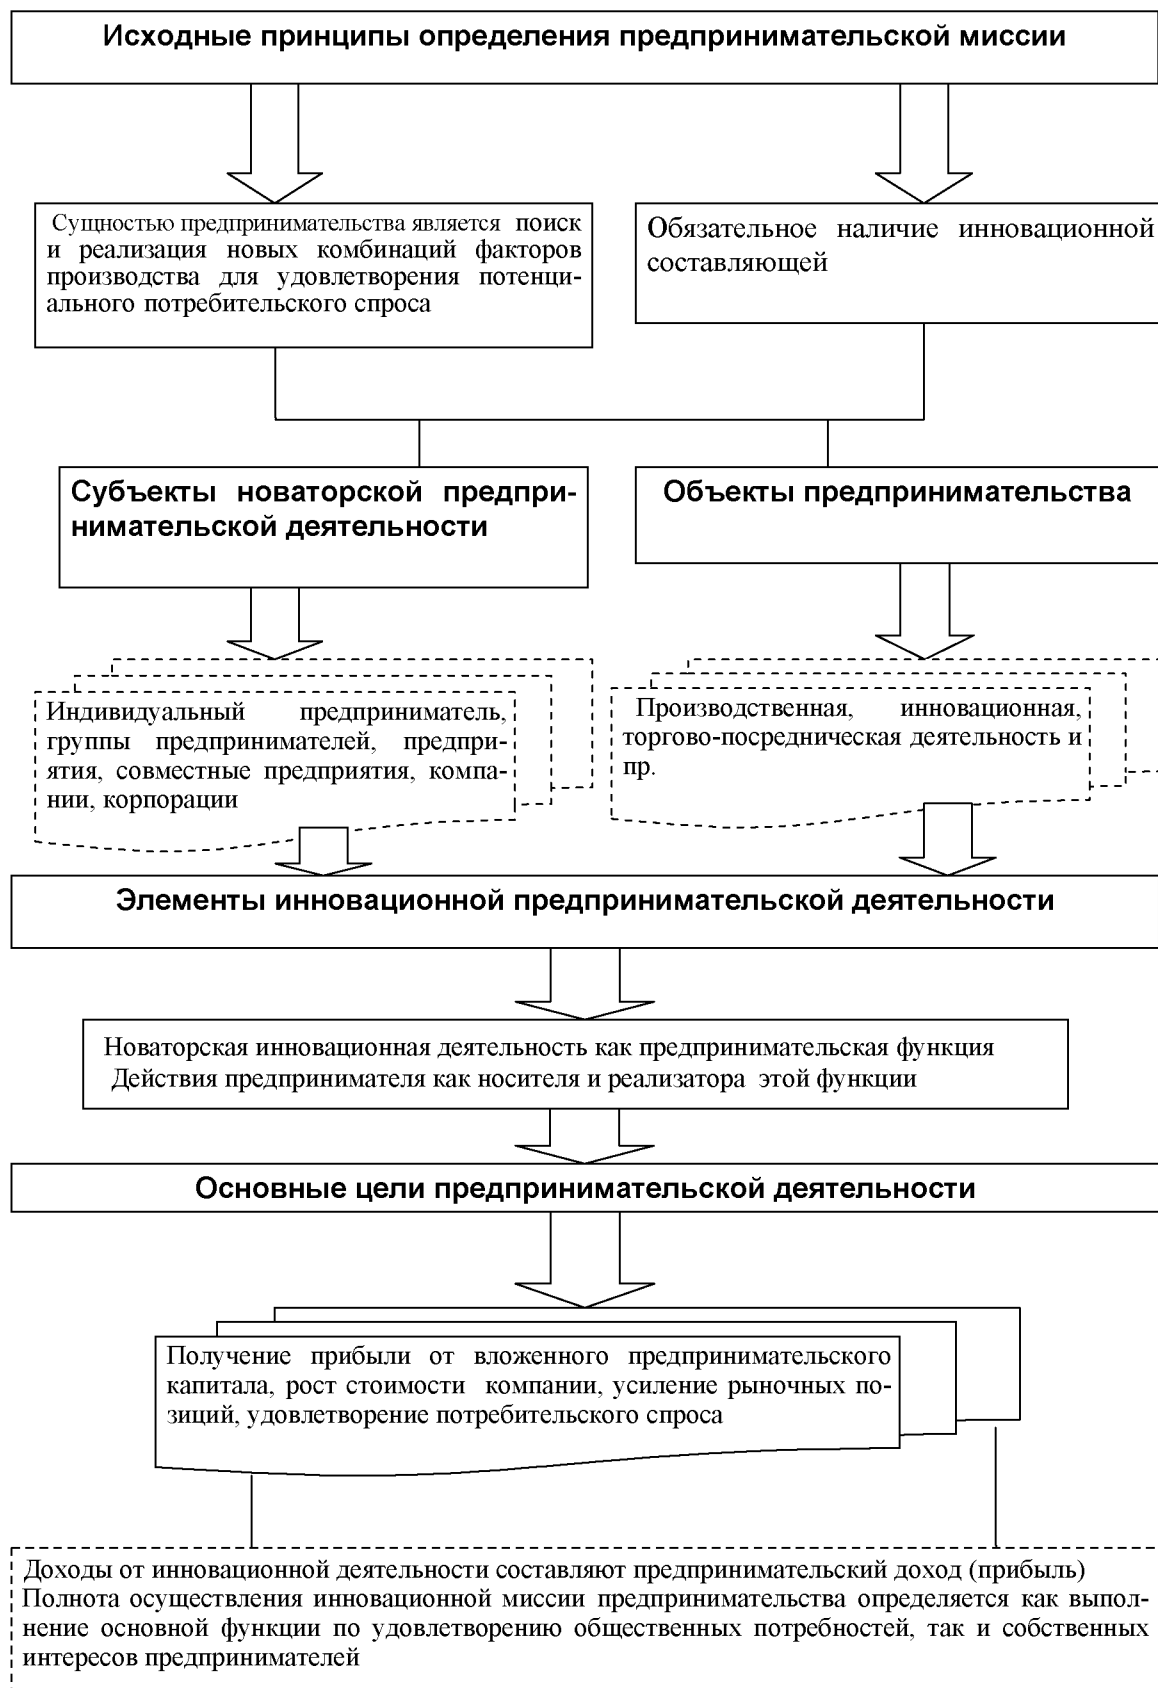 Исходные принципы определения предпринимательской миссии
Сущностью предпринимательства является поиск
и реализация новых комбинаций факторов
производства для удовлетворения потенци-
ального потребительского спроса
Обязательное наличие инновационной
составляющей
Субъекты новаторской предпри-
нимательской деятельности
Объекты предпринимательства
Индивидуальный предприниматель,
группы предпринимателей, предпри-
ятия, совместные предприятия, компа-
нии, корпорации
Производственная, инновационная,
торгово-посредническая деятельность и
пр.
Элементы инновационной предпринимательской деятельности
Новаторская инновационная деятельность как предпринимательская функция
Действия предпринимателя как носителя и реализатора этой функции
Основные цели предпринимательской деятельности
Получение прибыли от вложенного предпринимательского
капитала, рост стоимости компании, усиление рыночных по-
зиций, удовлетворение потребительского спроса
Доходы от инновационной деятельности составляют предпринимательский доход (прибыль)
Полнота осуществления инновационной миссии предпринимательства определяется как выпол-
нение основной функции по удовлетворению общественных потребностей, так и собственных
интересов предпринимателей